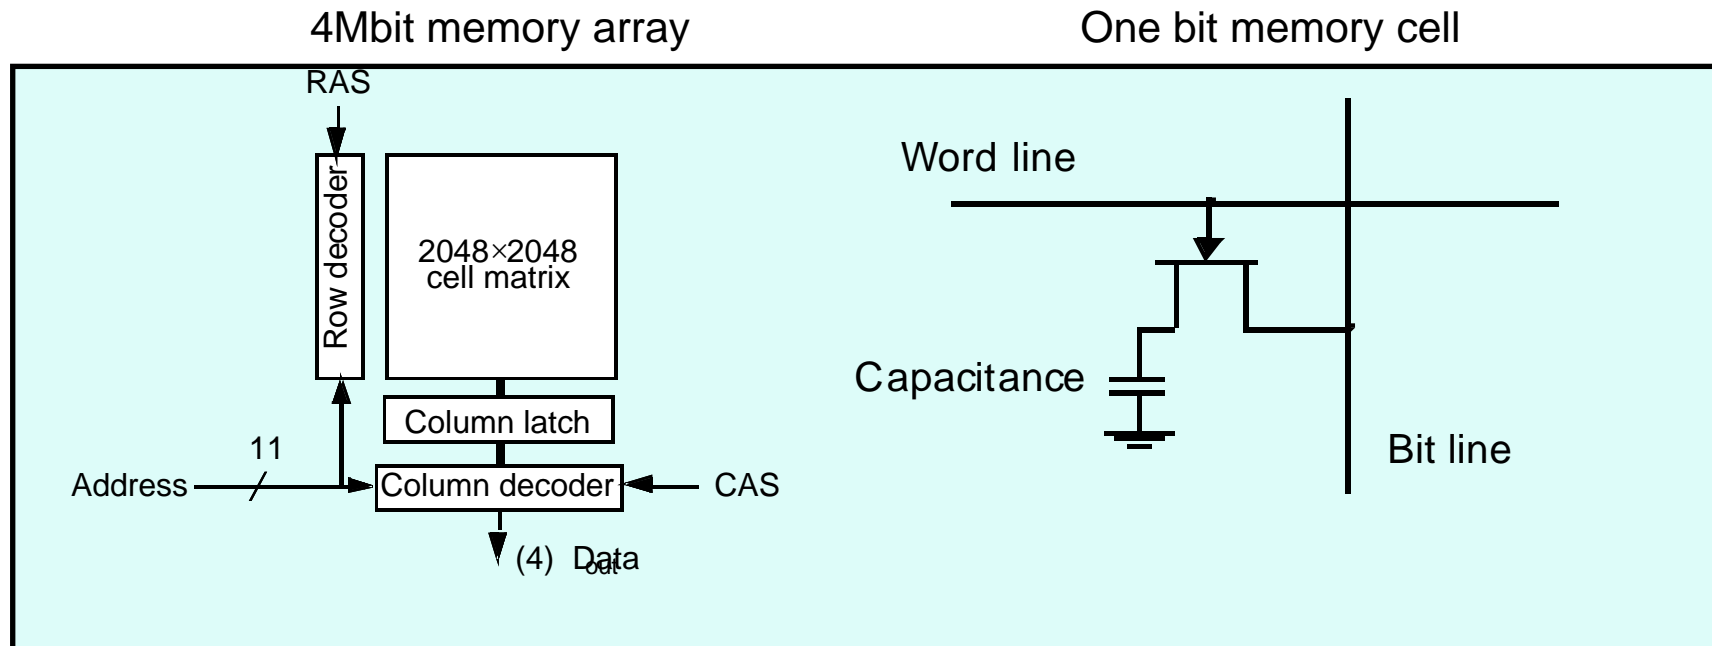 4Mbit memory array
One bit memory cell
RAS
Row decoder
2048×2048
cell matrix
Column latch
11
Address
Column decoder
CAS
(4) Data
out
Word line
Capacitance
Bit line